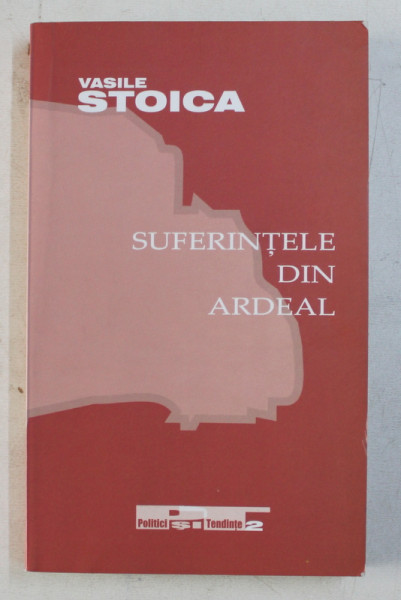 VASILE
STOICA
SUFERINȚELE
DIN
ARDEAL
Politici și Tendințe 2